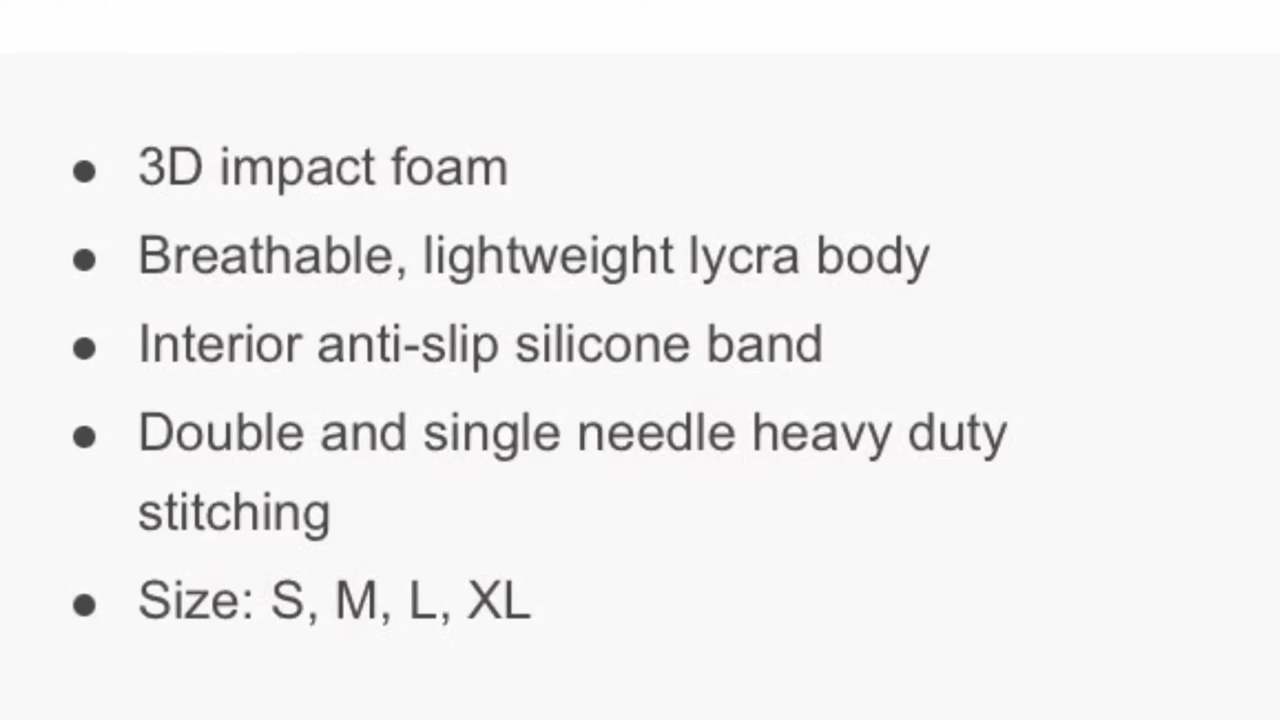 ● 3D impact foam
● Breathable, lightweight lycra body
● Interior anti-slip silicone band
● Double and single needle heavy duty
stitching
● Size: S, M, L, XL